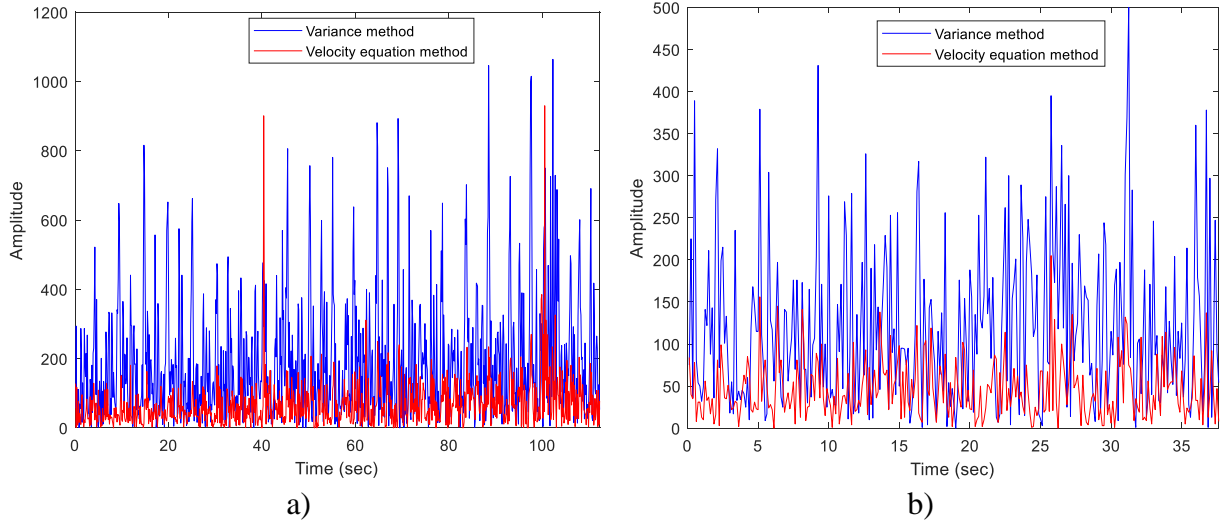 1200
1000
800
600
400
200
0
Amplitude
0 20 40 60 80 100
Time (sec)
Variance method
Velocity equation method
a)
500
450
400
350
300
250
200
150
100
50
0
Amplitude
0 5 10 15 20 25 30 35
Time (sec)
Variance method
Velocity equation method
b)